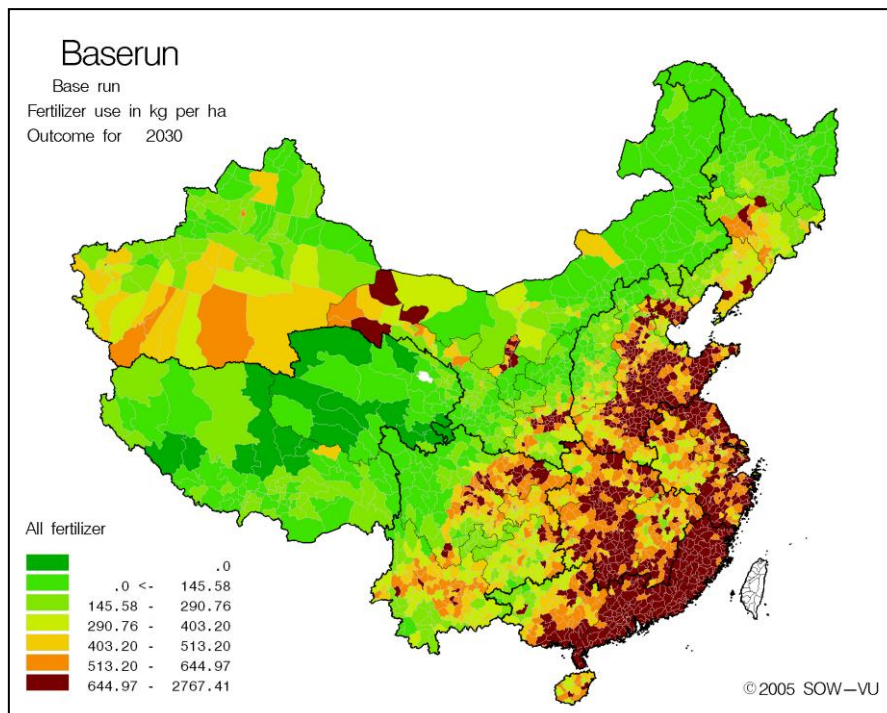 Baserun
Base run
Fertilizer use in kg per ha
Outcome for 2030
All fertilizer
.0
.0 <- 145.58
145.58 - 290.76
290.76 - 403.20
403.20 - 513.20
513.20 - 644.97
644.97 - 2767.41
©2005 SOW-VU